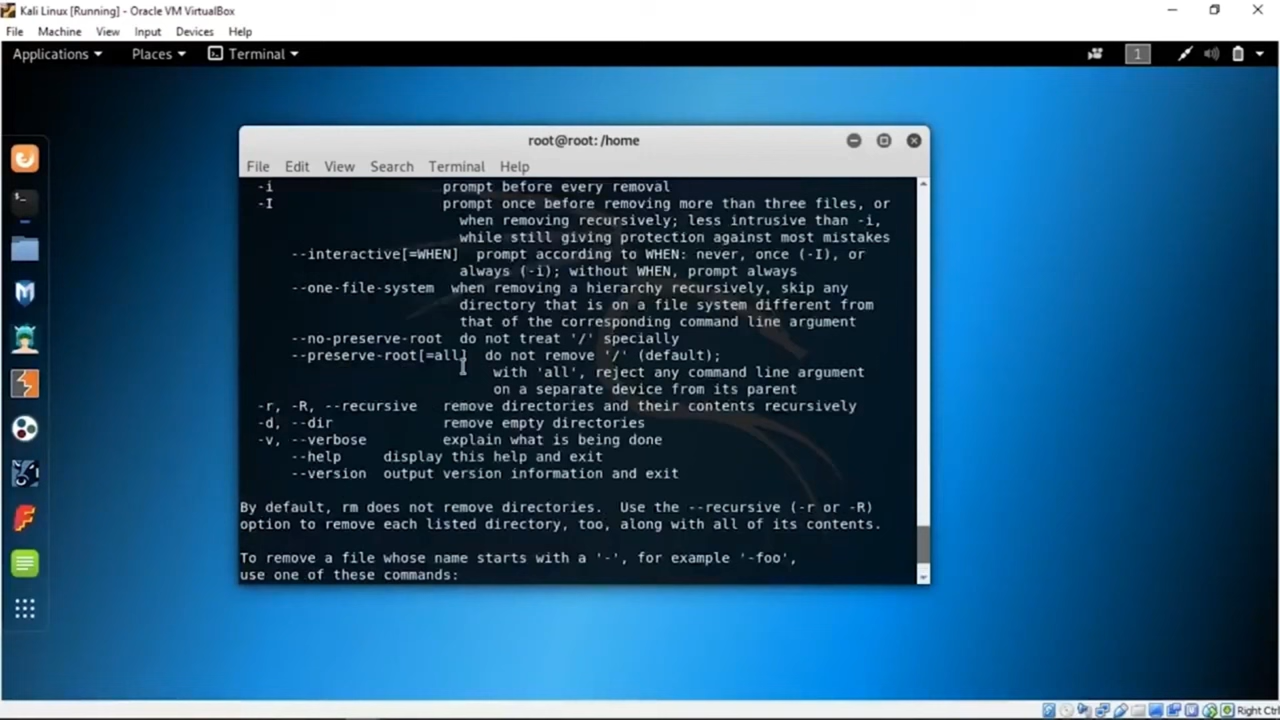 Kali Linux [Running] - Oracle VM VirtualBox
File Machine View Input Devices Help
Applications Places Terminal 1
root@root: /home
File Edit View Search Terminal Help
-i prompt before every removal
-I prompt once before removing more than three files, or
when removing recursively; less intrusive than -i,
while still giving protection against most mistakes
--interactive[=WHEN] prompt according to WHEN: never, once (-I), or
always (-i); without WHEN, prompt always
--one-file-system when removing a hierarchy recursively, skip any
directory that is on a file system different from
that of the corresponding command line argument
--no-preserve-root do not treat '/' specially
--preserve-root[=all] do not remove '/' (default);
with 'all', reject any command line argument
on a separate device from its parent
-r, -R, --recursive remove directories and their contents recursively
-d, --dir remove empty directories
-v, --verbose explain what is being done
--help display this help and exit
--version output version information and exit
By default, rm does not remove directories. Use the --recursive (-r or -R)
option to remove each listed directory, too, along with all of its contents.
To remove a file whose name starts with a '-', for example '-foo',
use one of these commands:
Right Ctrl